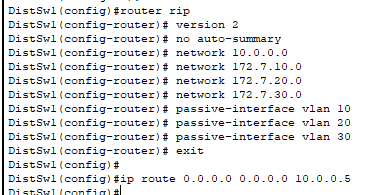 DistSw1(config)#router rip
DistSw1(config-router)# version 2
DistSw1(config-router)# no auto-summary
DistSw1(config-router)# network 10.0.0.0
DistSw1(config-router)# network 172.7.10.0
DistSw1(config-router)# network 172.7.20.0
DistSw1(config-router)# network 172.7.30.0
DistSw1(config-router)# passive-interface vlan 10
DistSw1(config-router)# passive-interface vlan 20
DistSw1(config-router)# passive-interface vlan 30
DistSw1(config-router)# exit
DistSw1(config)#
DistSw1(config)#ip route 0.0.0.0 0.0.0.0 10.0.0.5
DistSw1(config)#